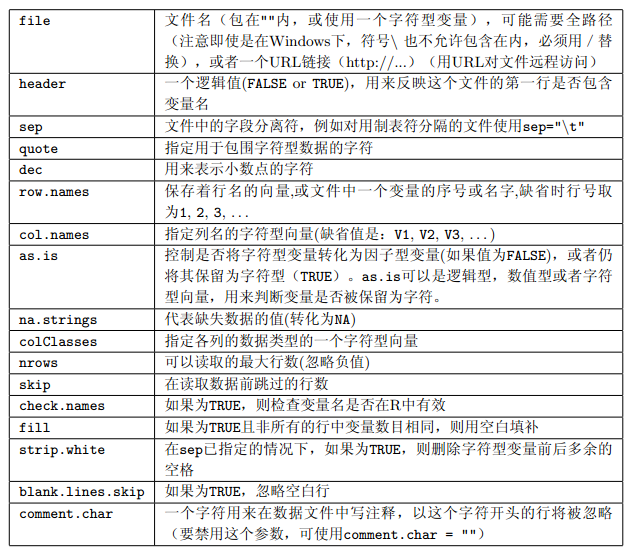 file 文件名（包在""内，或使用一个字符型变量），可能需要全路径
（注意即使是在Windows下，符号\ 也不允许包含在内，必须用 / 替
换），或者一个URL链接（http://...）（用URL对文件远程访问）
header 一个逻辑值(FALSE or TRUE)，用来反映这个文件的第一行是否包含
变量名
sep 文件中的字段分离符，例如对用制表符分隔的文件使用sep="\t"
quote 指定用于包围字符型数据的字符
dec 用来表示小数点的字符
row.names 保存着行名的向量,或文件中一个变量的序号或名字,缺省时行号取
为1, 2, 3, ...
col.names 指定列名的字符型向量(缺省值是：V1, V2, V3, ...)
as.is 控制是否将字符型变量转化为因子型变量(如果值为FALSE)，或者仍
将其保留为字符型（TRUE）。as.is可以是逻辑型，数值型或者字符
型向量，用来判断变量是否被保留为字符。
na.strings 代表缺失数据的值(转化为NA)
colClasses 指定各列的数据类型的一个字符型向量
nrows 可以读取的最大行数(忽略负值)
skip 在读取数据前跳过的行数
check.names 如果为TRUE，则检查变量名是否在R中有效
fill 如果为TRUE且非所有的行中变量数目相同，则用空白填补
strip.white 在sep已指定的情况下，如果为TRUE，则删除字符型变量前后多余的
空格
blank.lines.skip 如果为TRUE，忽略空白行
comment.char 一个字符用来在数据文件中写注释，以这个字符开头的行将被忽略
（要禁用这个参数，可使用comment.char = ""）